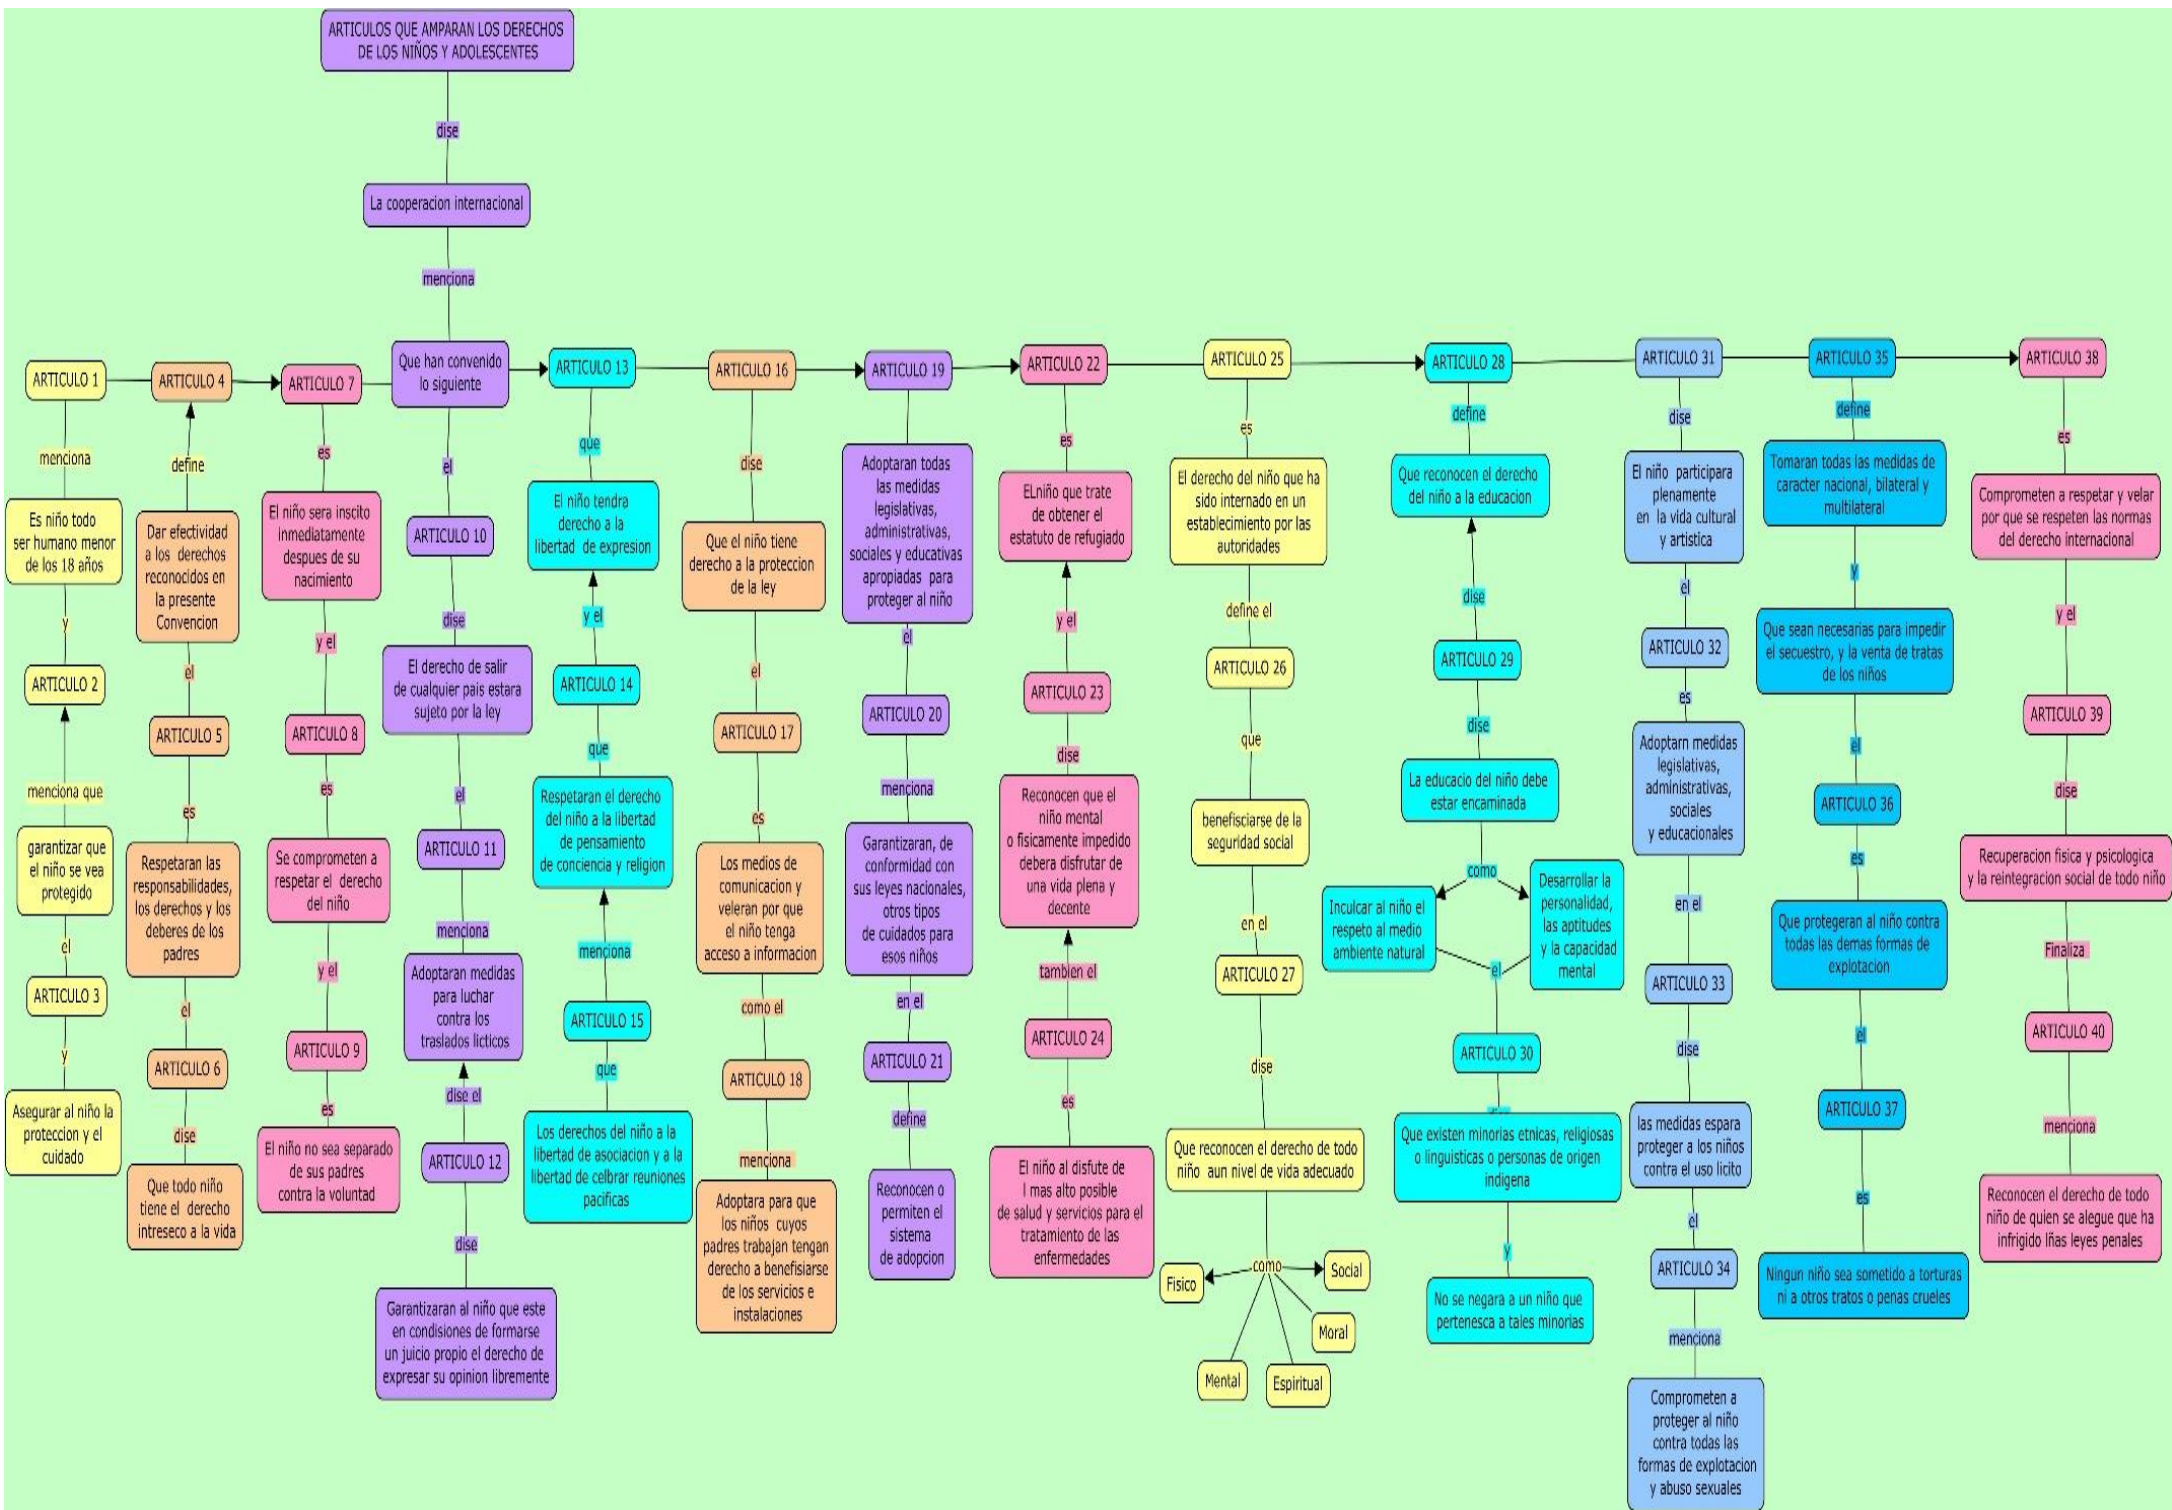 ARTICULOS QUE AMPARAN LOS DERECHOS
DE LOS NIÑOS Y ADOLESCENTES
dise
La cooperacion internacional
menciona
Que han convenido
lo siguiente
ARTICULO 1
menciona
Es niño todo
ser humano menor
de los 18 años
y
ARTICULO 2
menciona que
garantizar que
el niño se vea
protegido
el
ARTICULO 3
y
Asegurar al niño la
proteccion y el
cuidado
ARTICULO 4
define
Dar efectividad
a los derechos
reconocidos en
la presente
Convencion
el
ARTICULO 5
es
Respetaran las
responsabilidades,
los derechos y los
deberes de los
padres
el
ARTICULO 6
dise
Que todo niño
tiene el derecho
intreseco a la vida
ARTICULO 7
es
El niño sera inscito
inmediatamente
despues de su
nacimiento
y el
ARTICULO 8
es
Se comprometen a
respetar el derecho
del niño
y el
ARTICULO 9
es
El niño no sea separado
de sus padres
contra la voluntad
el
ARTICULO 10
dise
El derecho de salir
de cualquier pais estara
sujeto por la ley
el
ARTICULO 11
menciona
Adoptaran medidas
para luchar
contra los
traslados licticos
dise el
ARTICULO 12
dise
Garantizaran al niño que este
en condiciones de formarse
un juicio propio el derecho de
expresar su opinion libremente
ARTICULO 13
que
El niño tendra
derecho a la
libertad de expresion
y el
ARTICULO 14
que
Respetaran el derecho
del niño a la libertad
de pensamiento
de conciencia y religion
menciona
ARTICULO 15
que
Los derechos del niño a la
libertad de asociacion y a la
libertad de celbrar reuniones
pacificas
ARTICULO 16
dise
Que el niño tiene
derecho a la proteccion
de la ley
el
ARTICULO 17
es
Los medios de
comunicacion y
veleran por que
el niño tenga
acceso a informacion
como el
ARTICULO 18
menciona
Adoptara para que
los niños cuyos
padres trabajan tengan
derecho a benefisiarse
de los servicios e
instalaciones
ARTICULO 19
Adoptaran todas
las medidas
legislativas,
administrativas,
sociales y educativas
apropiadas para
proteger al niño
el
ARTICULO 20
menciona
Garantizaran, de
conformidad con
sus leyes nacionales,
otros tipos
de cuidados para
esos niños
en el
ARTICULO 21
define
Reconocen o
permiten el
sistema
de adopcion
ARTICULO 22
es
ELniño que trate
de obtener el
estatuto de refugiado
y el
ARTICULO 23
dise
Reconocen que el
niño mental
o fisicamente impedido
debera disfrutar de
una vida plena y
decente
tambien el
ARTICULO 24
es
El niño al disfute de
l mas alto posible
de salud y servicios para el
tratamiento de las
enfermedades
ARTICULO 25
es
El derecho del niño que ha
sido internado en un
establecimiento por las
autoridades
define el
ARTICULO 26
que
benefisciarse de la
seguridad social
en el
ARTICULO 27
dise
Que reconocen el derecho de todo
niño aun nivel de vida adecuado
como
Fisico
Social
Moral
Mental
Espiritual
ARTICULO 28
define
Que reconocen el derecho
del niño a la educacion
dise
ARTICULO 29
dise
La educacio del niño debe
estar encaminada
como
Inculcar al niño el
respeto al medio
ambiente natural
Desarrollar la
personalidad,
las aptitudes
y la capacidad
mental
el
ARTICULO 30
Que existen minorias etnicas, religiosas
o linguisticas o personas de origen
indigena
y
No se negara a un niño que
pertenesca a tales minorias
ARTICULO 31
dise
El niño participara
plenamente
en la vida cultural
y artistica
el
ARTICULO 32
es
Adoptarn medidas
legislativas,
administrativas,
sociales
y educacionales
en el
ARTICULO 33
dise
las medidas espara
proteger a los niños
contra el uso licito
el
ARTICULO 34
menciona
Comprometen a
proteger al niño
contra todas las
formas de explotacion
y abuso sexuales
ARTICULO 35
define
Tomaran todas las medidas de
caracter nacional, bilateral y
multilateral
y
Que sean necesarias para impedir
el secuestro, y la venta de tratas
de los niños
el
ARTICULO 36
es
Que protegeran al niño contra
todas las demas formas de
explotacion
el
ARTICULO 37
es
Ningun niño sea sometido a torturas
ni a otros tratos o penas crueles
ARTICULO 38
es
Comprometen a respetar y velar
por que se respeten las normas
del derecho internacional
y el
ARTICULO 39
dise
Recuperacion fisica y psicologica
y la reintegracion social de todo niño
Finaliza
ARTICULO 40
menciona
Reconocen el derecho de todo
niño de quien se alegue que ha
infrigido lñas leyes penales